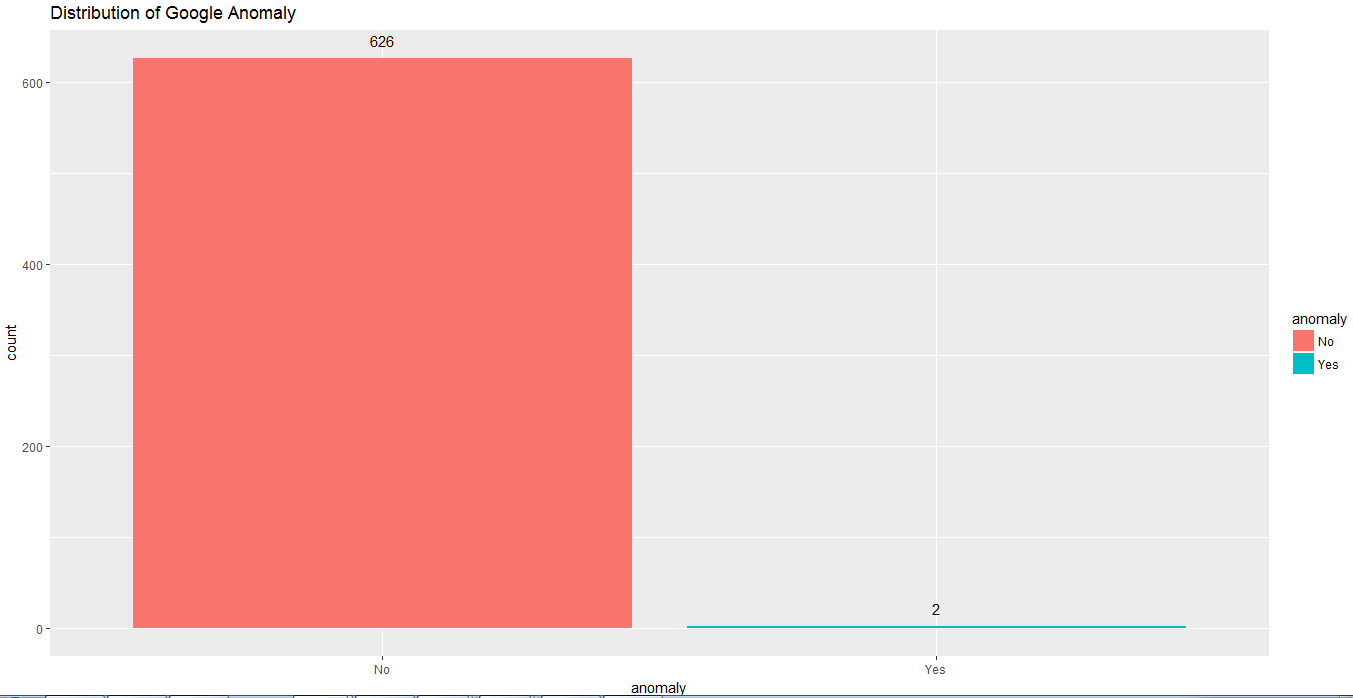 Distribution of Google Anomaly
626
600
400
200
0
count
2
No
Yes
anomaly
anomaly
No
Yes